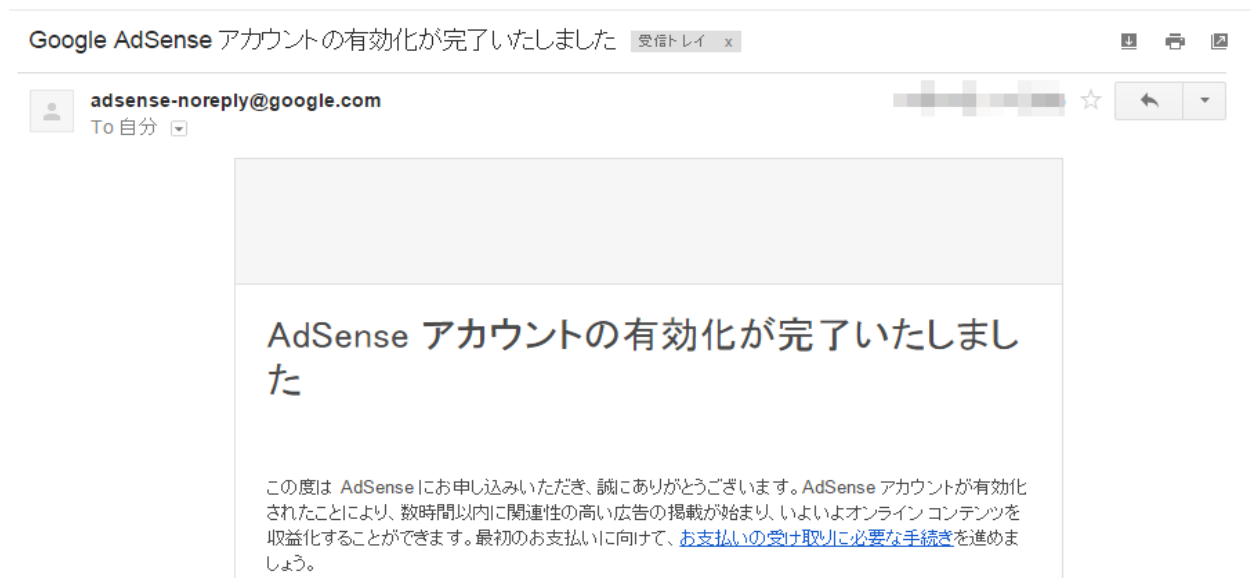 Google AdSense アカウントの有効化が完了いたしました 受信トレイ x
adsense-noreply@google.com
To 自分
AdSense アカウントの有効化が完了いたしまし
た
この度は AdSense にお申し込みいただき、誠にありがとうございます。AdSense アカウントが有効化
されたことにより、数時間以内に関連性の高い広告の掲載が始まり、いよいよオンライン コンテンツを
収益化することができます。最初のお支払いに向けて、お支払いの受け取りに必要な手続きを進めま
しょう。